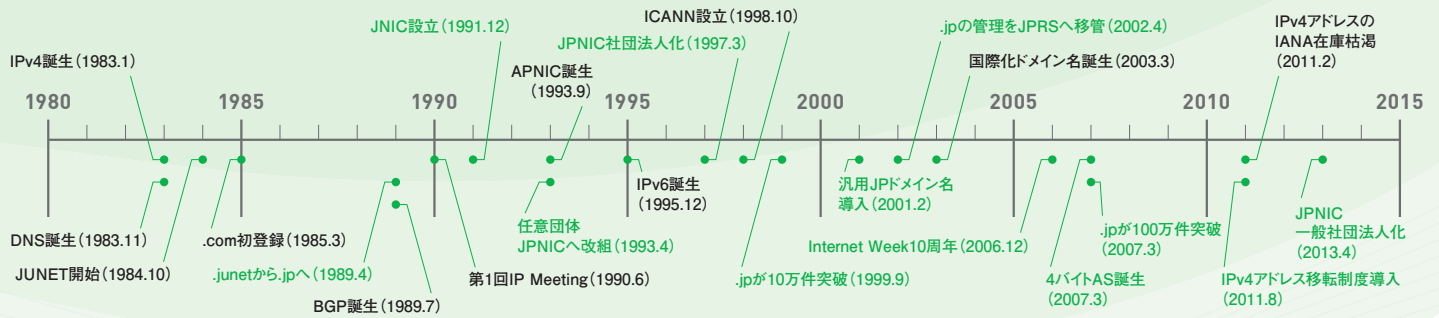 JNIC設立（1991.12）
ICANN設立（1998.10）
JPNIC社団法人化（1997.3）
.jpの管理をJPRSへ移管（2002.4）
IPv4アドレスの
IANA在庫枯渇
（2011.2）
IPv4誕生（1983.1）
APNIC誕生
（1993.9）
国際化ドメイン名誕生（2003.3）
1980
1985
1990
1995
2000
2005
2010
2015
DNS誕生（1983.11）
JUNET開始（1984.10）
.com初登録（1985.3）
.junetから.jpへ（1989.4）
BGP誕生（1989.7）
第1回IP Meeting（1990.6）
任意団体
JPNICへ改組（1993.4）
IPv6誕生
（1995.12）
.jpが10万件突破（1999.9）
汎用JPドメイン名
導入（2001.2）
Internet Week10周年（2006.12）
4バイトAS誕生
（2007.3）
.jpが100万件突破
（2007.3）
IPv4アドレス移転制度導入
（2011.8）
JPNIC
一般社団法人化
（2013.4）